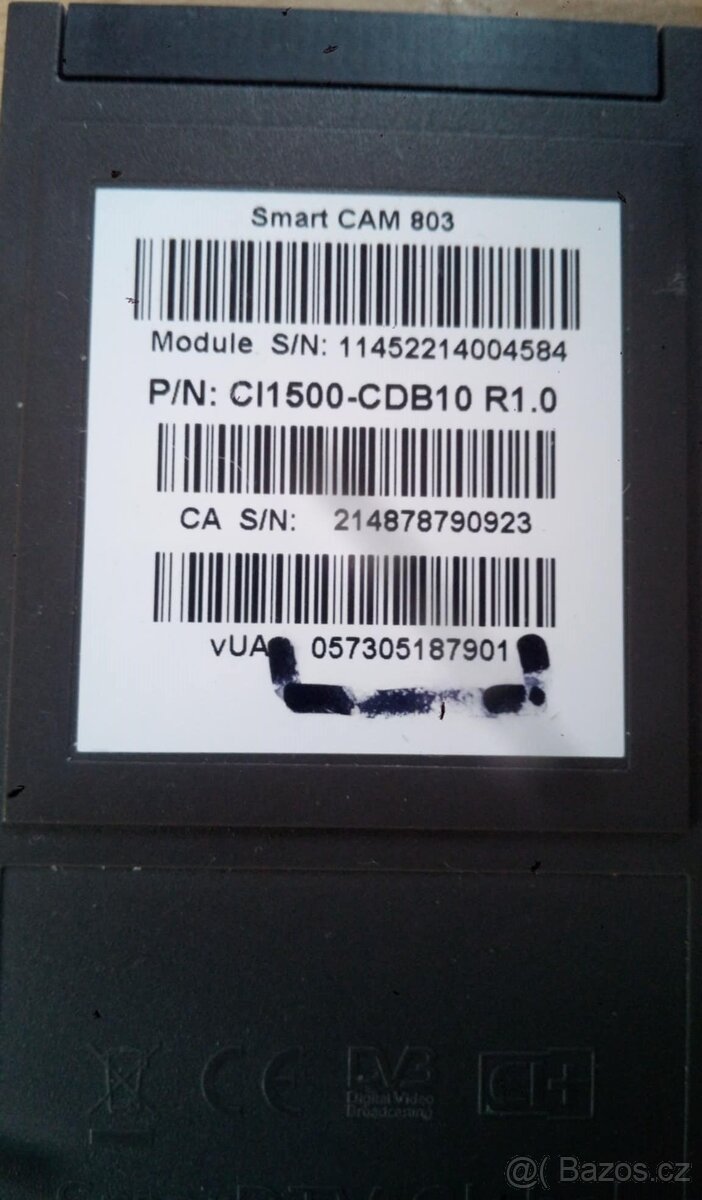 Smart CAM 803
Module S/N: 11452214004584
P/N: CI1500-CDB10 R1.0
CA S/N: 214878790923
vUA 057305187901
CE
DVB
Digital Video
Broadcasting
CI+
@( Bazos.cz